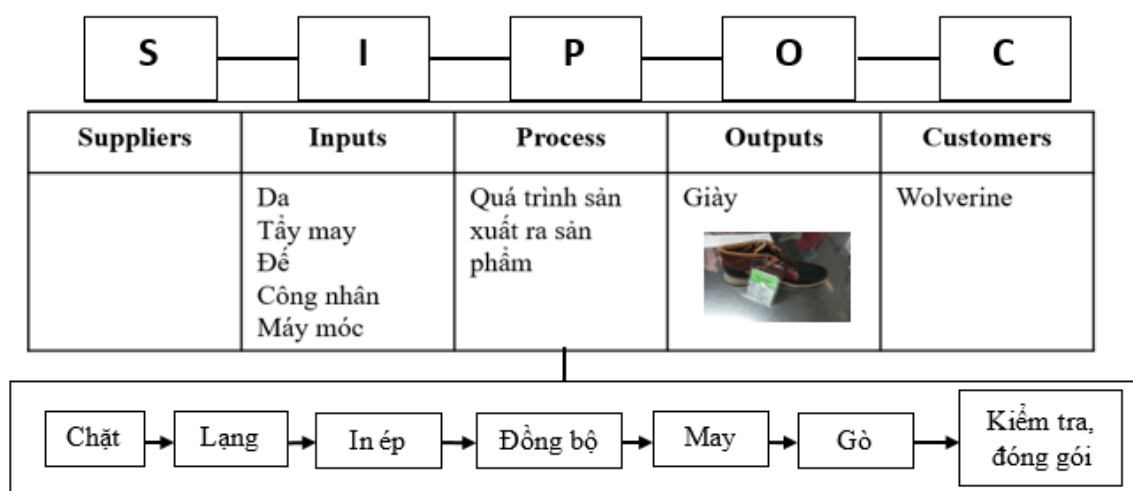 S
I
P
O
C
Suppliers
Inputs
Process
Outputs
Customers
Da
Tẩy may
Đế
Công nhân
Máy móc
Quá trình sản
xuất ra sản
phẩm
Giày
Wolverine
Chặt
Lạng
In ép
Đồng bộ
May
Gò
Kiểm tra,
đóng gói